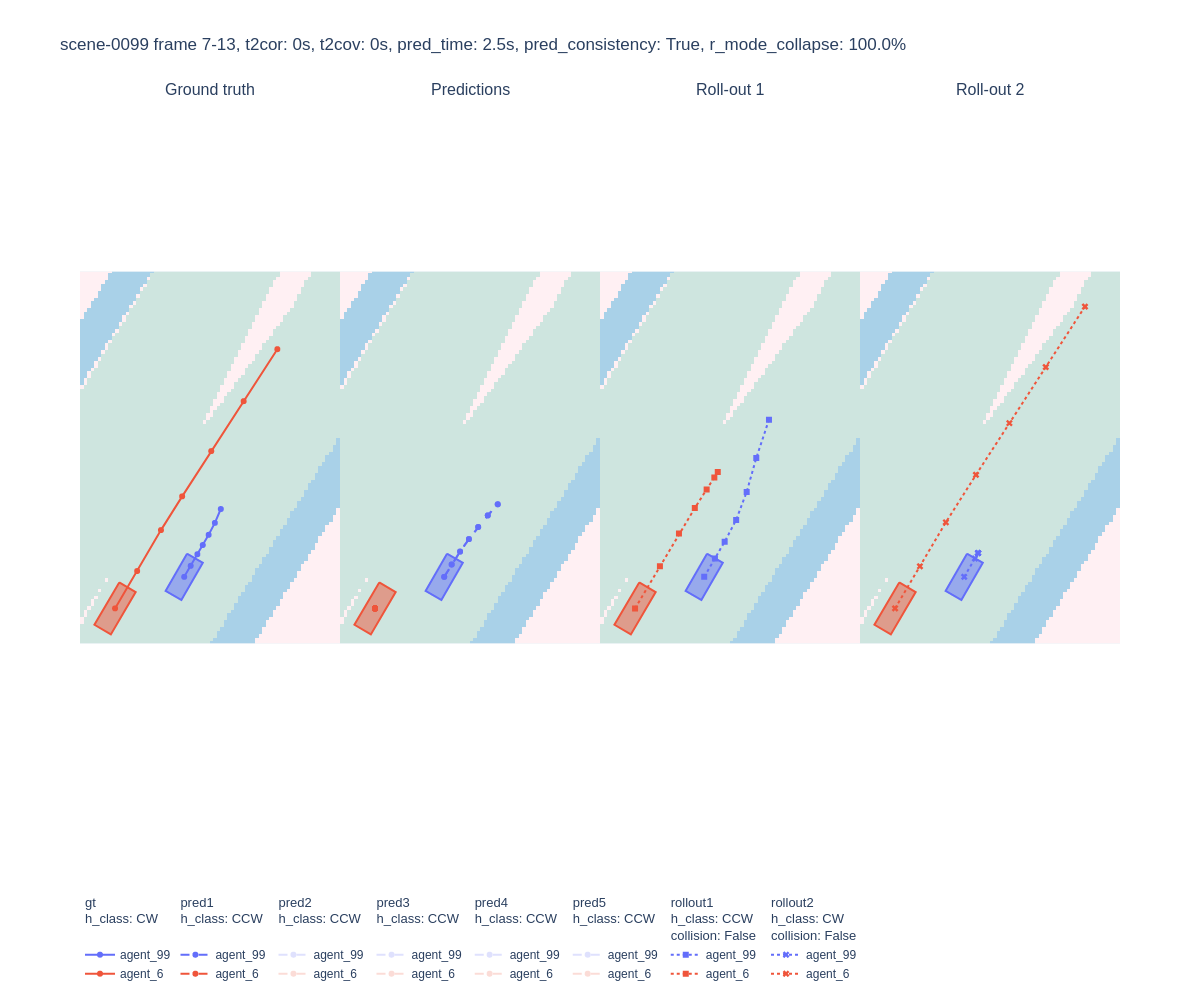 scene-0099 frame 7-13, t2cor: 0s, t2cov: 0s, pred_time: 2.5s, pred_consistency: True, r_mode_collapse: 100.0%
Ground truth Predictions Roll-out 1 Roll-out 2
gt pred1 pred2 pred3 pred4 pred5 rollout1 rollout2
h_class: CW h_class: CCW h_class: CCW h_class: CCW h_class: CCW h_class: CCW h_class: CCW h_class: CW
collision: False collision: False
agent_99 agent_99 agent_99 agent_99 agent_99 agent_99 agent_99 agent_99
agent_6 agent_6 agent_6 agent_6 agent_6 agent_6 agent_6 agent_6